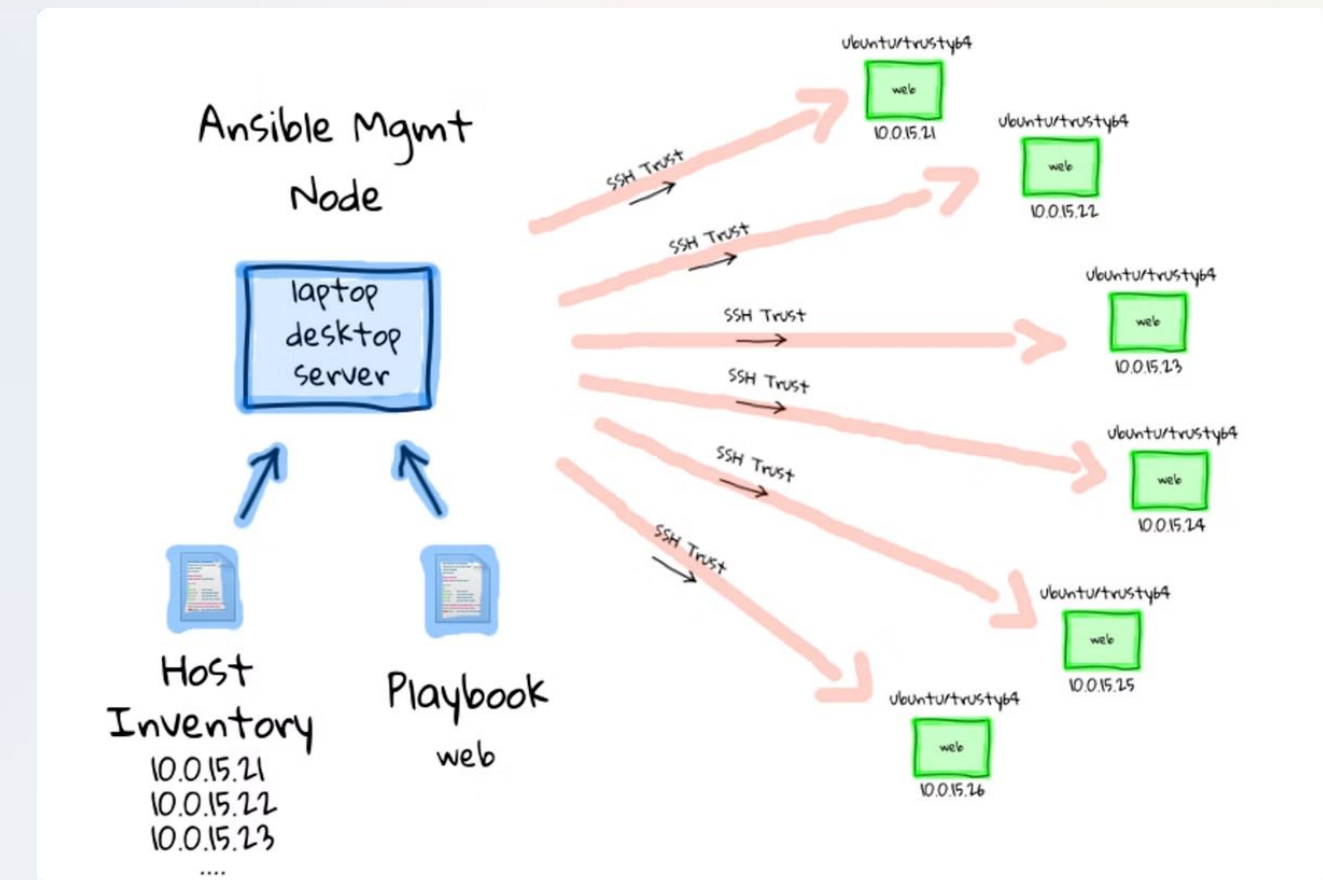 Ansible Mgmt
Node
laptop
desktop
server
Host
Inventory
10.0.15.21
10.0.15.22
10.0.15.23
....
Playbook
web
SSH Trust
SSH Trust
SSH Trust
SSH Trust
SSH Trust
SSH Trust
ubuntu/trusty64
web
10.0.15.21
ubuntu/trusty64
web
10.0.15.22
ubuntu/trusty64
web
10.0.15.23
ubuntu/trusty64
web
10.0.15.24
ubuntu/trusty64
web
10.0.15.25
ubuntu/trusty64
web
10.0.15.26